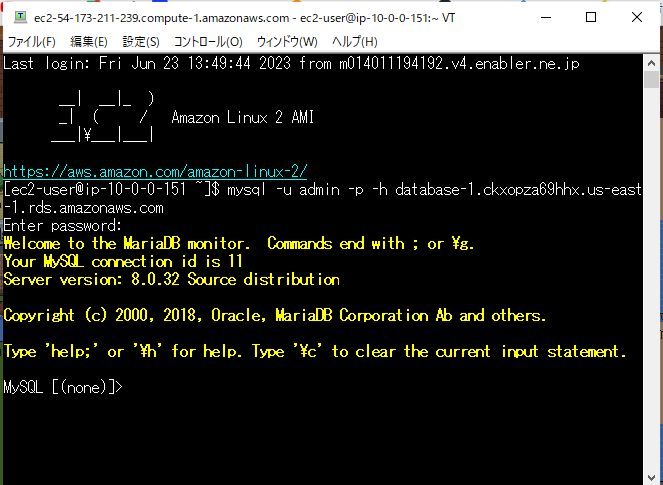 ec2-54-173-211-239.compute-1.amazonaws.com - ec2-user@ip-10-0-0-151:~ VT
ファイル(F) 編集(E) 設定(S) コントロール(O) ウィンドウ(W) ヘルプ(H)
Last login: Fri Jun 23 13:49:44 2023 from m014011194192.v4.enabler.ne.jp
__| __|_ )
_| ( / Amazon Linux 2 AMI
___|¥___|___|
https://aws.amazon.com/amazon-linux-2/
[ec2-user@ip-10-0-0-151 ~]$ mysql -u admin -p -h database-1.ckxopza69hhx.us-east
-1.rds.amazonaws.com
Enter password:
Welcome to the MariaDB monitor.  Commands end with ; or ¥g.
Your MySQL connection id is 11
Server version: 8.0.32 Source distribution
Copyright (c) 2000, 2018, Oracle, MariaDB Corporation Ab and others.
Type 'help;' or '¥h' for help. Type '¥c' to clear the current input statement.
MySQL [(none)]>